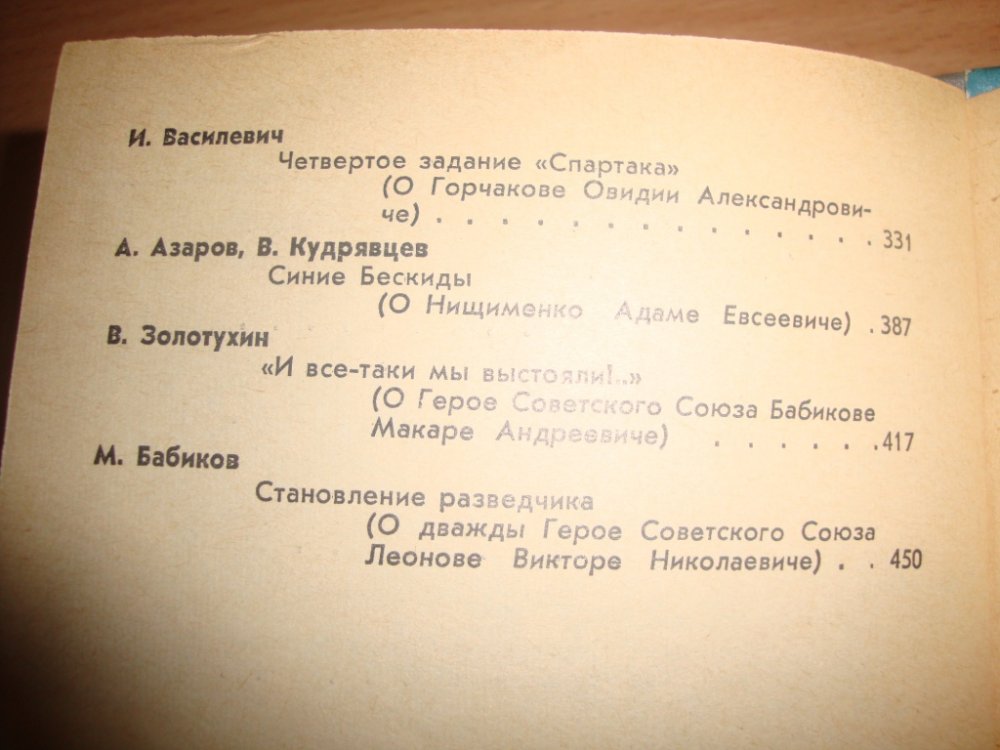 И. Василевич
Четвертое задание «Спартака»
(О Горчакове Овидии Александрови-
че) . . . . . . . . . . . . . . . 331
А. Азаров, В. Кудрявцев
Синие Бескиды
(О Нищименко Адаме Евсеевиче) . 387
В. Золотухин
«И все-таки мы выстояли!..»
(О Герое Советского Союза Бабикове
Макаре Андреевиче) . . . . . . 417
М. Бабиков
Становление разведчика
(О дважды Герое Советского Союза
Леонове Викторе Николаевиче) . . 450